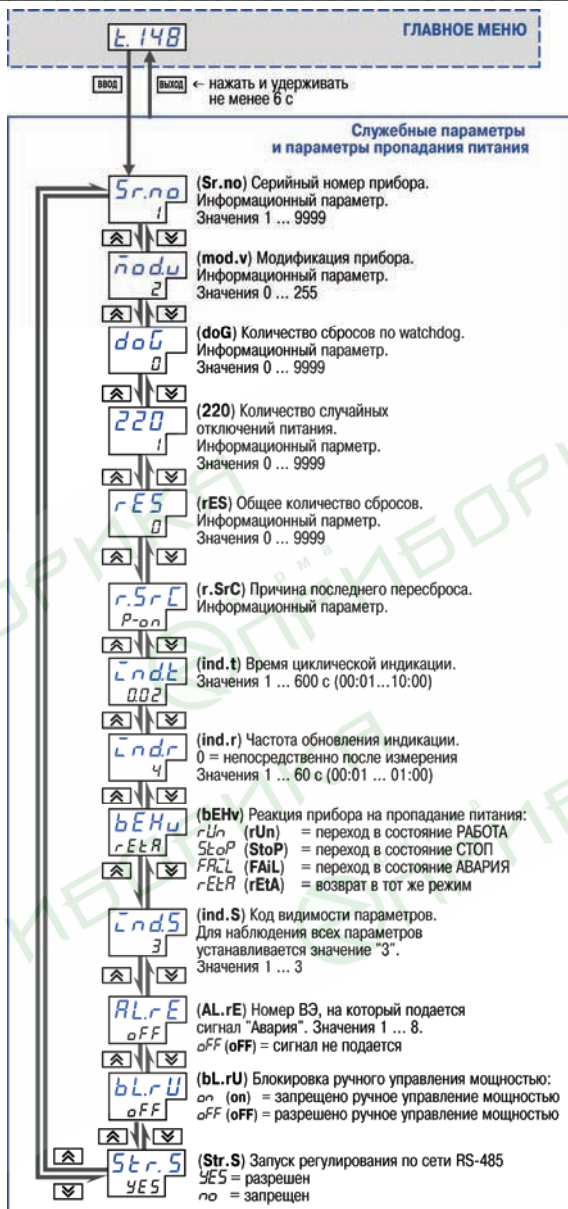 t.148
ГЛАВНОЕ МЕНЮ
ВВОД
ВЫХОД ← нажать и удерживать
не менее 6 с
Служебные параметры
и параметры пропадания питания
Sr.no
1
(Sr.no) Серийный номер прибора.
Информационный параметр.
Значения 1 ... 9999
mod.v
2
(mod.v) Модификация прибора.
Информационный параметр.
Значения 0 ... 255
doG
0
(doG) Количество сбросов по watchdog.
Информационный параметр.
Значения 0 ... 9999
220
1
(220) Количество случайных
отключений питания.
Информационный парметр.
Значения 0 ... 9999
rES
0
(rES) Общее количество сбросов.
Информационный параметр.
Значения 0 ... 9999
r.SrC
P-on
(r.SrC) Причина последнего пересброса.
Информационный параметр.
ind.t
0.02
(ind.t) Время циклической индикации.
Значения 1 ... 600 с (00:01...10:00)
ind.r
4
(ind.r) Частота обновления индикации.
0 = непосредственно после измерения
Значения 1 ... 60 с (00:01 ... 01:00)
bEHv
rEtA
(bEHv) Реакция прибора на пропадание питания:
rUn (rUn) = переход в состояние РАБОТА
StoP (StoP) = переход в состояние СТОП
FAiL (FAiL) = переход в состояние АВАРИЯ
rEtA (rEtA) = возврат в тот же режим
ind.S
3
(ind.S) Код видимости параметров.
Для наблюдения всех параметров
устанавливается значение "3".
Значения 1 ... 3
AL.rE
oFF
(AL.rE) Номер ВЭ, на который подается
сигнал "Авария". Значения 1 ... 8.
oFF (oFF) = сигнал не подается
bL.rU
oFF
(bL.rU) Блокировка ручного управления мощностью:
on (on) = запрещено ручное управление мощностью
oFF (oFF) = разрешено ручное управление мощностью
Str.S
YES
(Str.S) Запуск регулирования по сети RS-485
YES = разрешен
no = запрещен